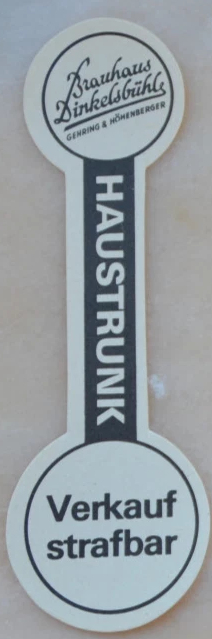 Brauhaus
Dinkelsbühl
GEHRING & HÖHENBERGER
HAUSTRUNK
Verkauf
strafbar